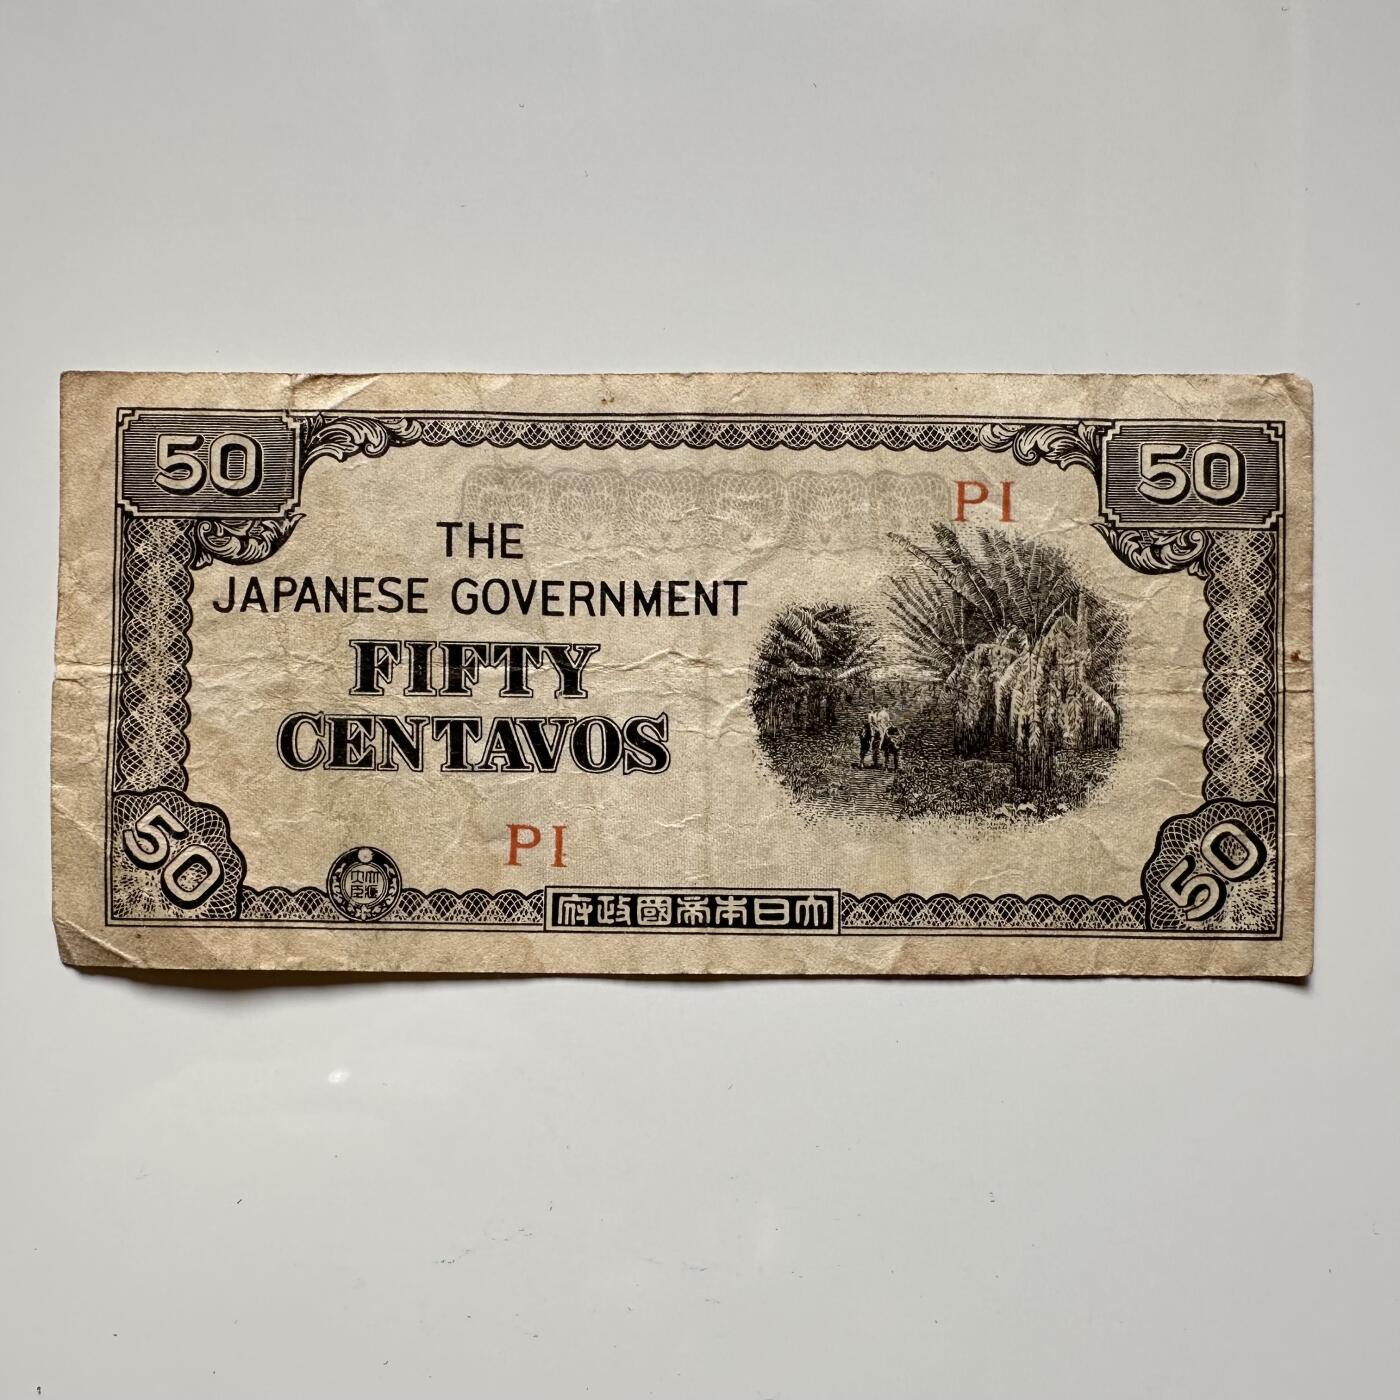 50 50
PI
THE
JAPANESE GOVERNMENT
FIFTY
CENTAVOS
PI
50 50
府政國帝本日大